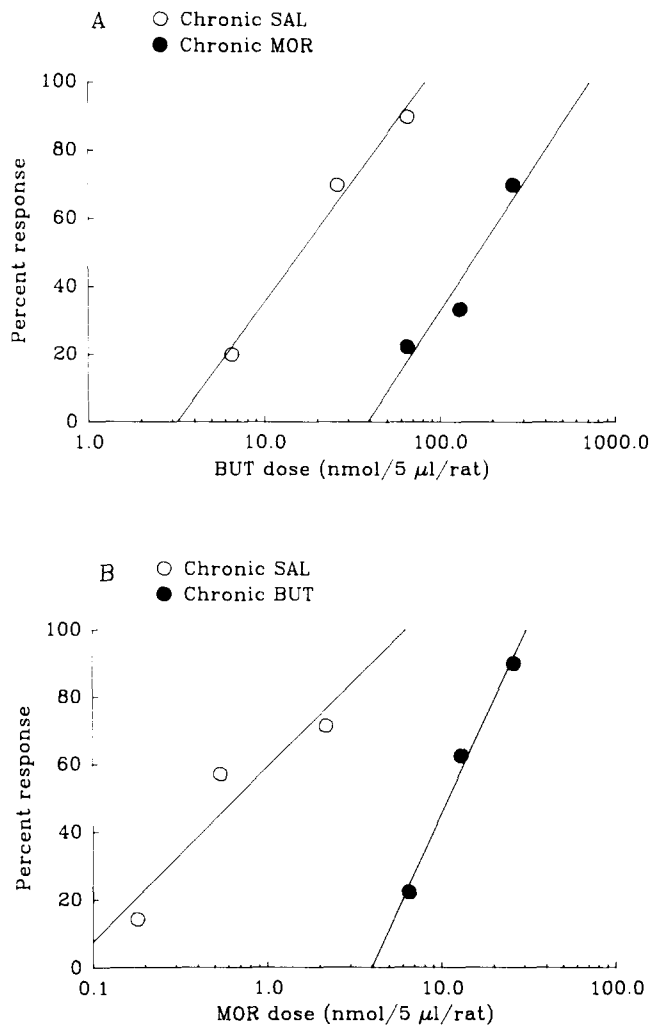 A
○ Chronic SAL
● Chronic MOR
100
80
60
40
20
0
Percent response
1.0 10.0 100.0 1000.0
BUT dose (nmol/5 μl/rat)
B
○ Chronic SAL
● Chronic BUT
100
80
60
40
20
0
Percent response
0.1 1.0 10.0 100.0
MOR dose (nmol/5 μl/rat)